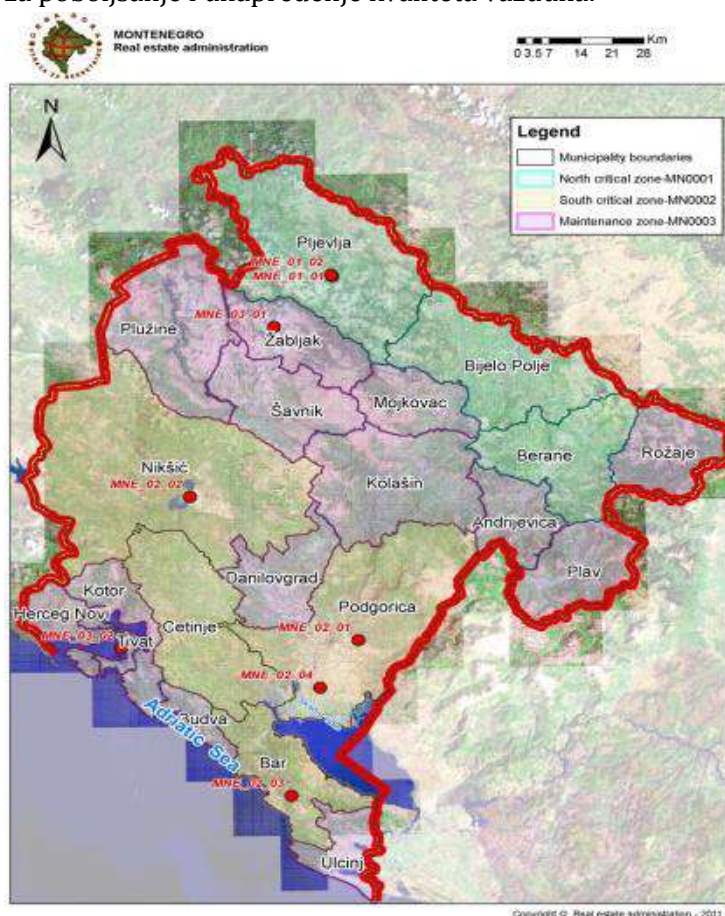 za poboljšanje i unapređenje kvaliteta vazduha.
MONTENEGRO
Real estate administration
Km
0 3.5 7 14 21 28
N
Legend
Municipality boundaries
North critical zone-MN0001
South critical zone-MN0002
Maintenance zone-MN0003
Pljevlja
MNE_01_02
MNE_01_01
MNE_03_01
Plužine
Žabljak
Bijelo Polje
Šavnik
Mojkovac
Nikšić
MNE_02_02
Kolašin
Berane
Rožaje
Andrijevica
Danilovgrad
Plav
Kotor
Herceg Novi
Podgorica
Cetinje
MNE_02_01
Tivat
MNE_02_04
Budva
Adriatic Sea
Bar
MNE_02_03
Ulcinj
Copyright © Real estate administration - 2011